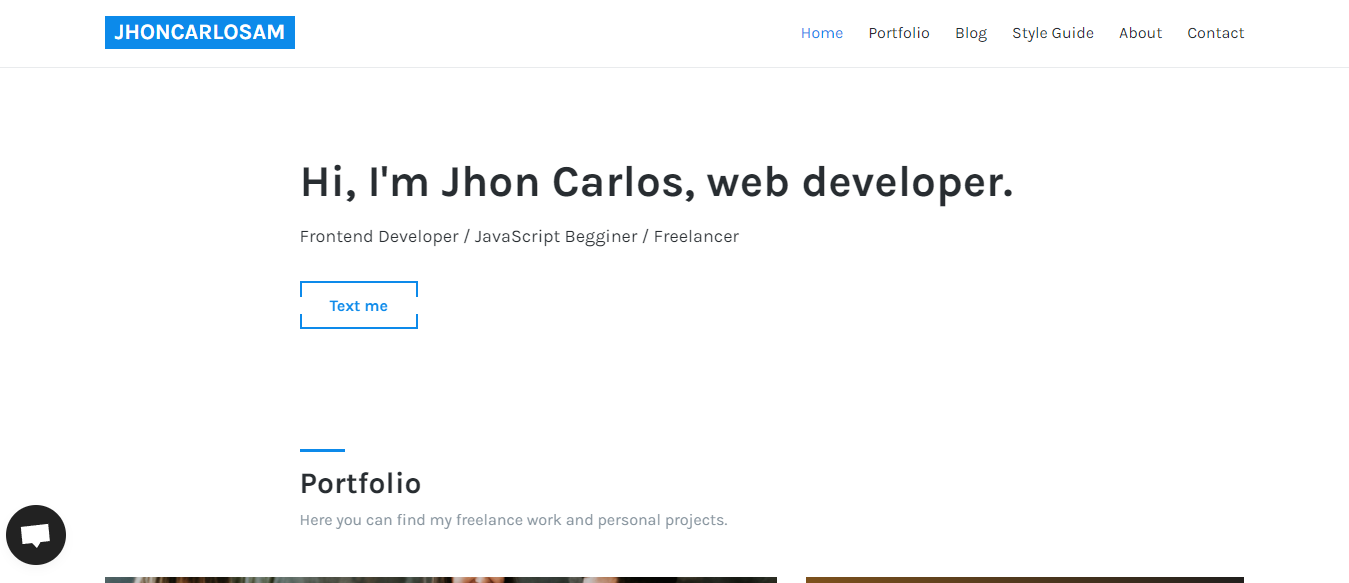 JHONCARLOSAM
Home Portfolio Blog Style Guide About Contact
Hi, I'm Jhon Carlos, web developer.
Frontend Developer / JavaScript Begginer / Freelancer
Text me
Portfolio
Here you can find my freelance work and personal projects.